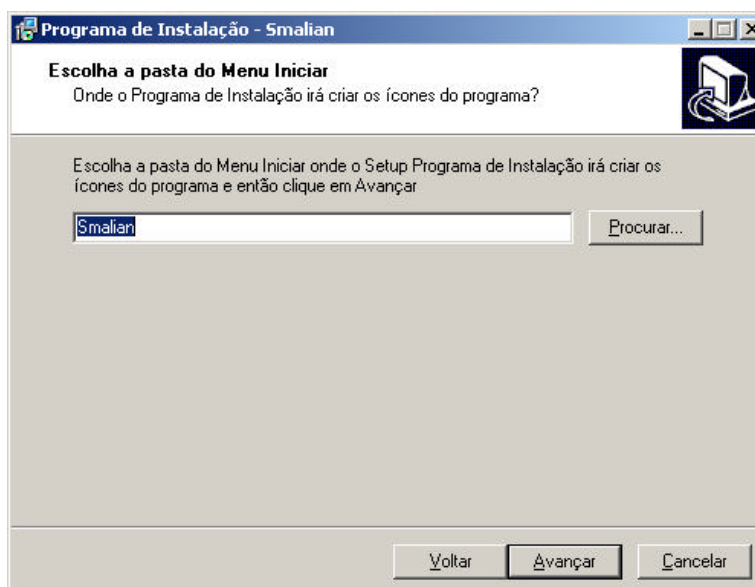 Programa de Instalação - Smalian
Escolha a pasta do Menu Iniciar
Onde o Programa de Instalação irá criar os ícones do programa?
Escolha a pasta do Menu Iniciar onde o Setup Programa de Instalação irá criar os
ícones do programa e então clique em Avançar
Smalian
Procurar...
Voltar
Avançar
Cancelar